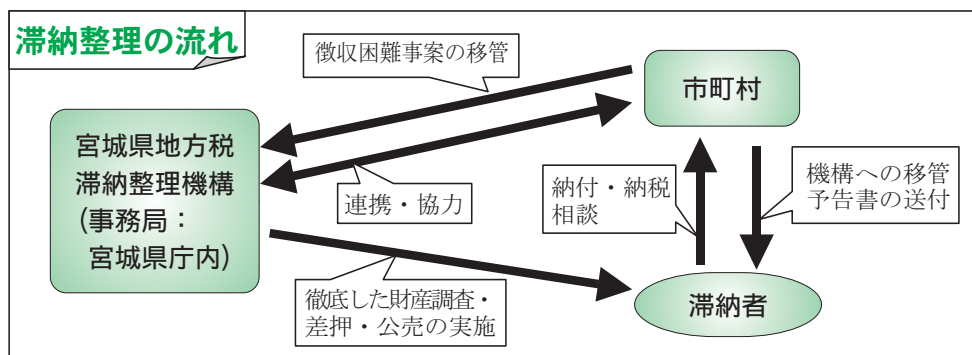 滞納整理の流れ
徴収困難事案の移管
市町村
宮城県地方税
滞納整理機構
(事務局：
宮城県庁内)
連携・協力
納付・納税
相談
機構への移管
予告書の送付
徹底した財産調査・
差押・公売の実施
滞納者